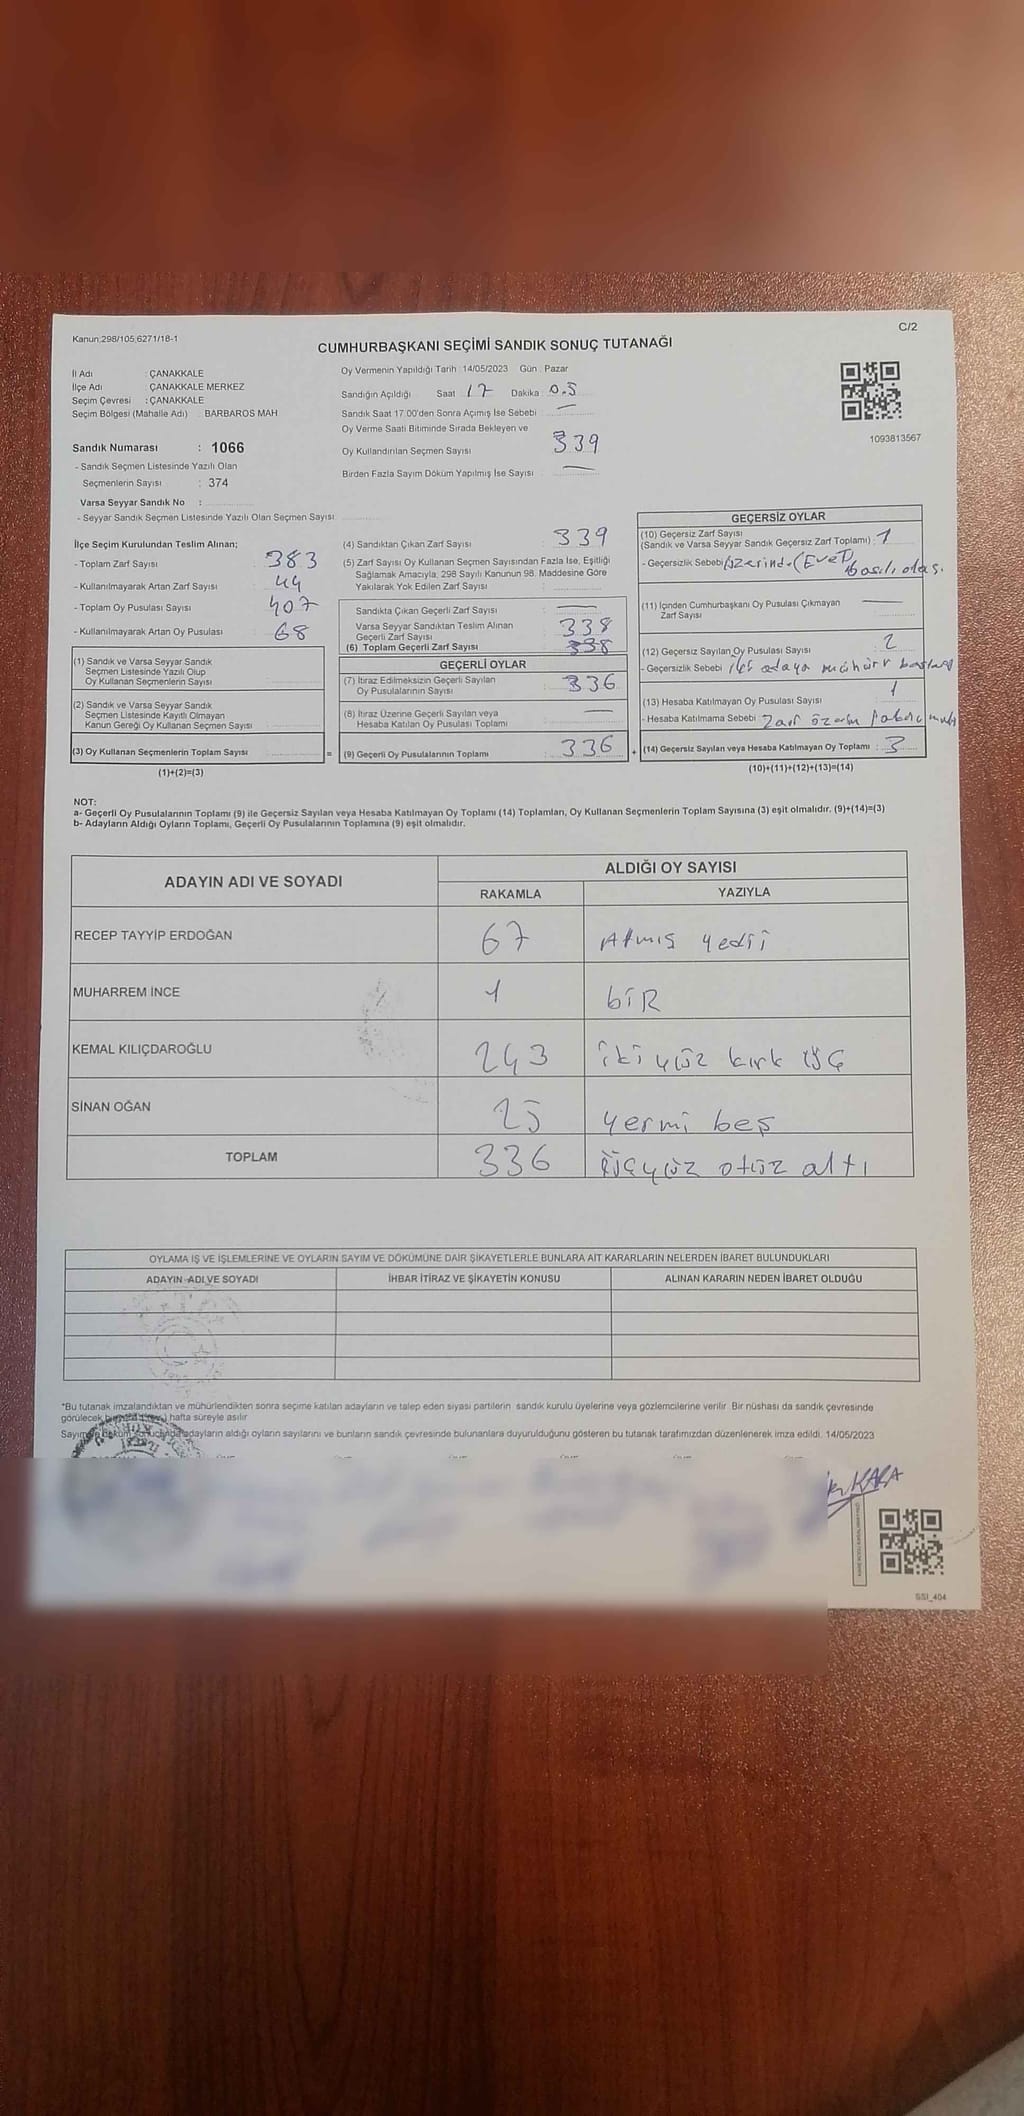 Kanun;298/105;6271/18-1
C/2
CUMHURBAŞKANI SEÇİMİ SANDIK SONUÇ TUTANAĞI
İl Adı : ÇANAKKALE
İlçe Adı : ÇANAKKALE MERKEZ
Seçim Çevresi : ÇANAKKALE
Seçim Bölgesi (Mahalle Adı) : BARBAROS MAH
Sandık Numarası : 1066
- Sandık Seçmen Listesinde Yazılı Olan
Seçmenlerin Sayısı : 374
Varsa Seyyar Sandık No :
- Seyyar Sandık Seçmen Listesinde Yazılı Olan Seçmen Sayısı
Oy Vermenin Yapıldığı Tarih : 14/05/2023 Gün : Pazar
Sandığın Açıldığı Saat 17 Dakika 0.5
Sandık Saat 17.00'den Sonra Açımış İse Sebebi
Oy Verme Saati Bitiminde Sırada Bekleyen ve
Oy Kullandırılan Seçmen Sayısı 339
Birden Fazla Sayım Döküm Yapılmış İse Sayısı
1093813567
İlçe Seçim Kurulundan Teslim Alınan;
- Toplam Zarf Sayısı 383
- Kullanılmayarak Artan Zarf Sayısı 44
- Toplam Oy Pusulası Sayısı 407
- Kullanılmayarak Artan Oy Pusulası 68
(1) Sandık ve Varsa Seyyar Sandık
Seçmen Listesinde Yazılı Olup
Oy Kullanan Seçmenlerin Sayısı
(2) Sandık ve Varsa Seyyar Sandık
Seçmen Listesinde Kayıtlı Olmayan
Kanun Gereği Oy Kullanan Seçmen Sayısı
(3) Oy Kullanan Seçmenlerin Toplam Sayısı =
(1)+(2)=(3)
(4) Sandıktan Çıkan Zarf Sayısı 339
(5) Zarf Sayısı Oy Kullanan Seçmen Sayısından Fazla İse, Eşitliği
Sağlamak Amacıyla, 298 Sayılı Kanunun 98. Maddesine Göre
Yakılarak Yok Edilen Zarf Sayısı
Sandıkta Çıkan Geçerli Zarf Sayısı
Varsa Seyyar Sandıktan Teslim Alınan
Geçerli Zarf Sayısı 338
(6) Toplam Geçerli Zarf Sayısı 338
GEÇERLİ OYLAR
(7) İtiraz Edilmeksizin Geçerli Sayılan
Oy Pusulalarının Sayısı 336
(8) İtiraz Üzerine Geçerli Sayılan veya
Hesaba Katılan Oy Pusulası Toplamı
(9) Geçerli Oy Pusulalarının Toplamı 336 +
GEÇERSİZ OYLAR
(10) Geçersiz Zarf Sayısı
(Sandık ve Varsa Seyyar Sandık Geçersiz Zarf Toplamı) : 1
- Geçersizlik Sebebi üzerinde (Evet)
basılı olas.
(11) İçinden Cumhurbaşkanı Oy Pusulası Çıkmayan
Zarf Sayısı
(12) Geçersiz Sayılan Oy Pusulası Sayısı 2
- Geçersizlik Sebebi iki adaya mühür
(13) Hesaba Katılmayan Oy Pusulası Sayısı 1
- Hesaba Katılmama Sebebi Zarf
(14) Geçersiz Sayılan veya Hesaba Katılmayan Oy Toplamı : 3
(10)+(11)+(12)+(13)=(14)
NOT:
a- Geçerli Oy Pusulalarının Toplamı (9) ile Geçersiz Sayılan veya Hesaba Katılmayan Oy Toplamı (14) Toplamları, Oy Kullanan Seçmenlerin Toplam Sayısına (3) eşit olmalıdır. (9)+(14)=(3)
b- Adayların Aldığı Oyların Toplamı, Geçerli Oy Pusulalarının Toplamına (9) eşit olmalıdır.
ADAYIN ADI VE SOYADI ALDIĞI OY SAYISI
RAKAMLA YAZIYLA
RECEP TAYYİP ERDOĞAN 67 Atmış yedi
MUHARREM İNCE 1 bİR
KEMAL KILIÇDAROĞLU 243 iki yüz kırk üç
SİNAN OĞAN 25 yermi beş
TOPLAM 336 üçyüz otüz altı
OYLAMA İŞ VE İŞLEMLERİNE VE OYLARIN SAYIM VE DÖKÜMÜNE DAİR ŞİKAYETLERLE BUNLARA AİT KARARLARIN NELERDEN İBARET BULUNDUKLARI
ADAYIN ADI VE SOYADI İHBAR İTİRAZ VE ŞİKAYETİN KONUSU ALINAN KARARIN NEDEN İBARET OLDUĞU
*Bu tutanak imzalandıktan ve mühürlendikten sonra seçime katılan adayların ve talep eden siyasi partilerin sandık kurulu üyelerine veya gözlemcilerine verilir. Bir nüshası da sandık çevresinde
görülecek hafta süreyle asılır
Sayım döküm adayların aldığı oyların sayılarını ve bunların sandık çevresinde bulunanlara duyurulduğunu gösteren bu tutanak tarafımızdan düzenlenerek imza edildi. 14/05/2023
KARA
SSI_404